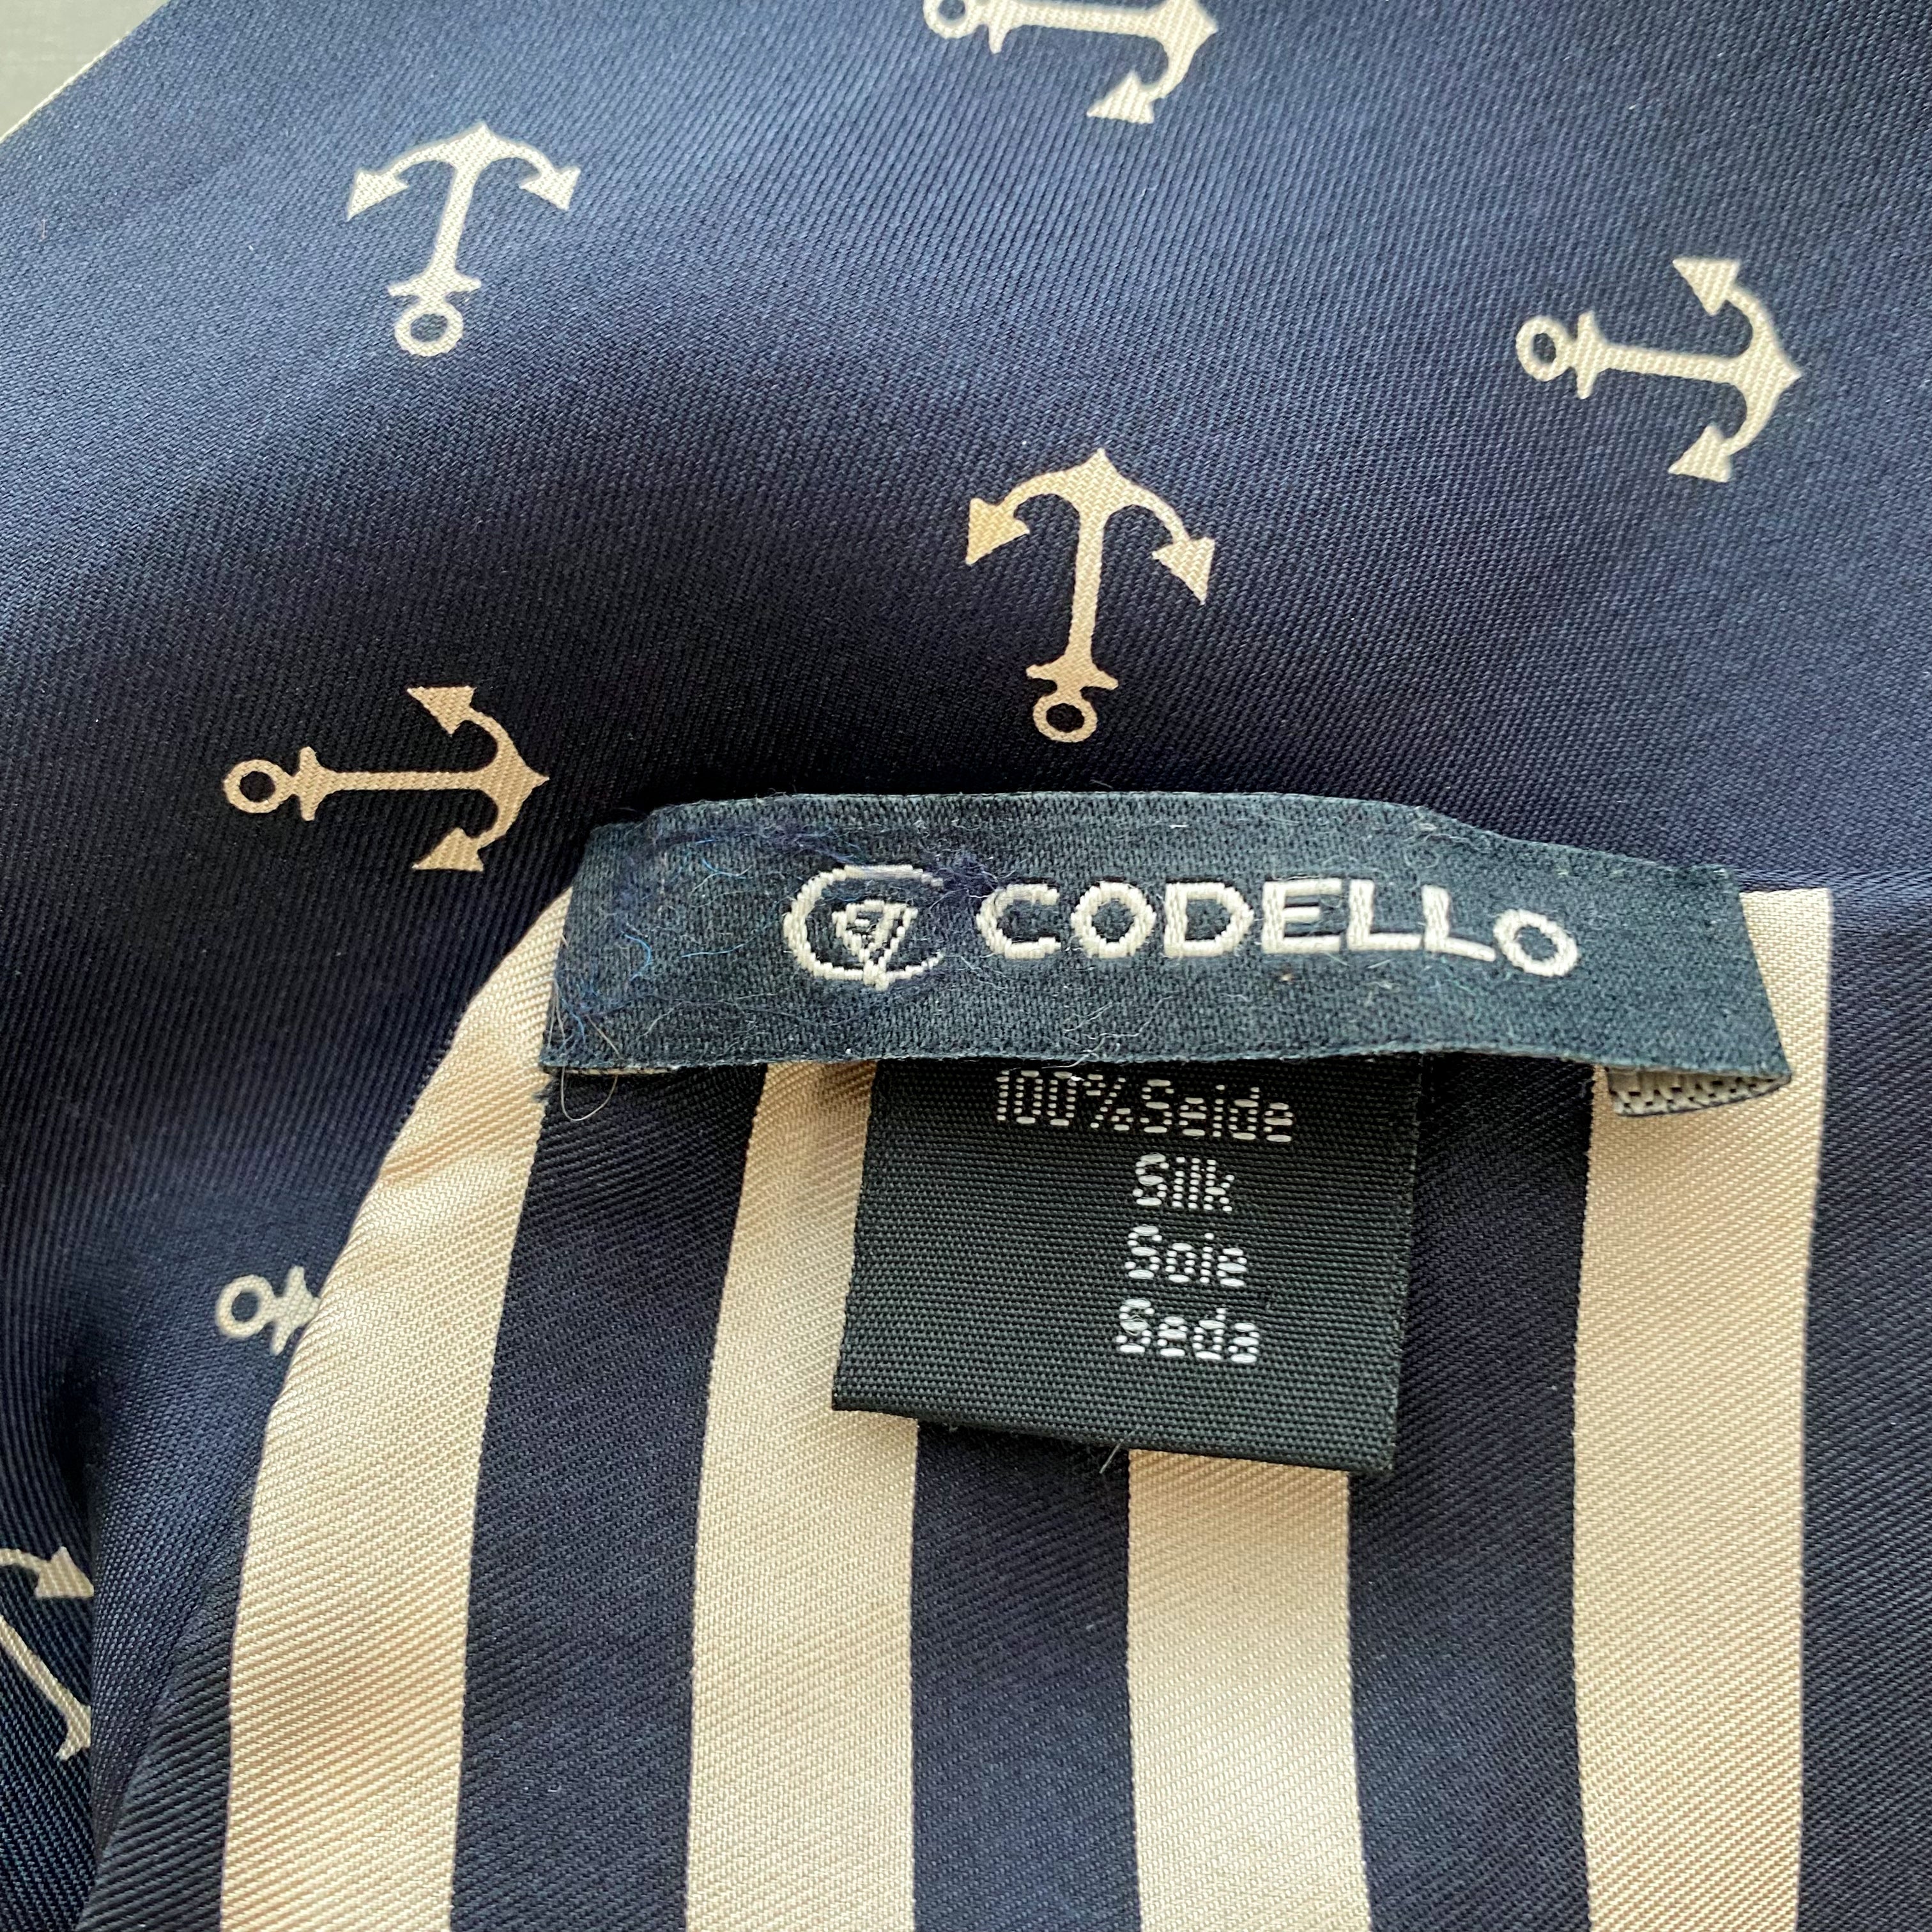 CODELLO
100% Seide
Silk
Soie
Seda